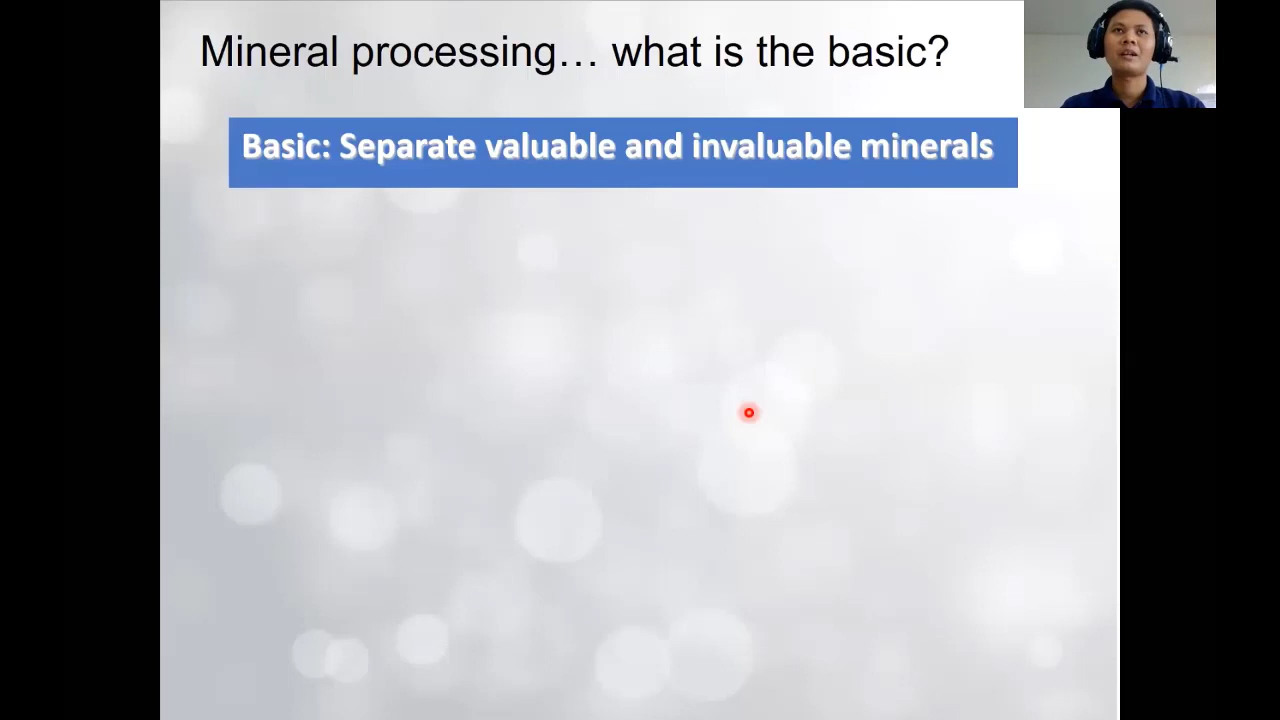 Mineral processing… what is the basic?
Basic: Separate valuable and invaluable minerals